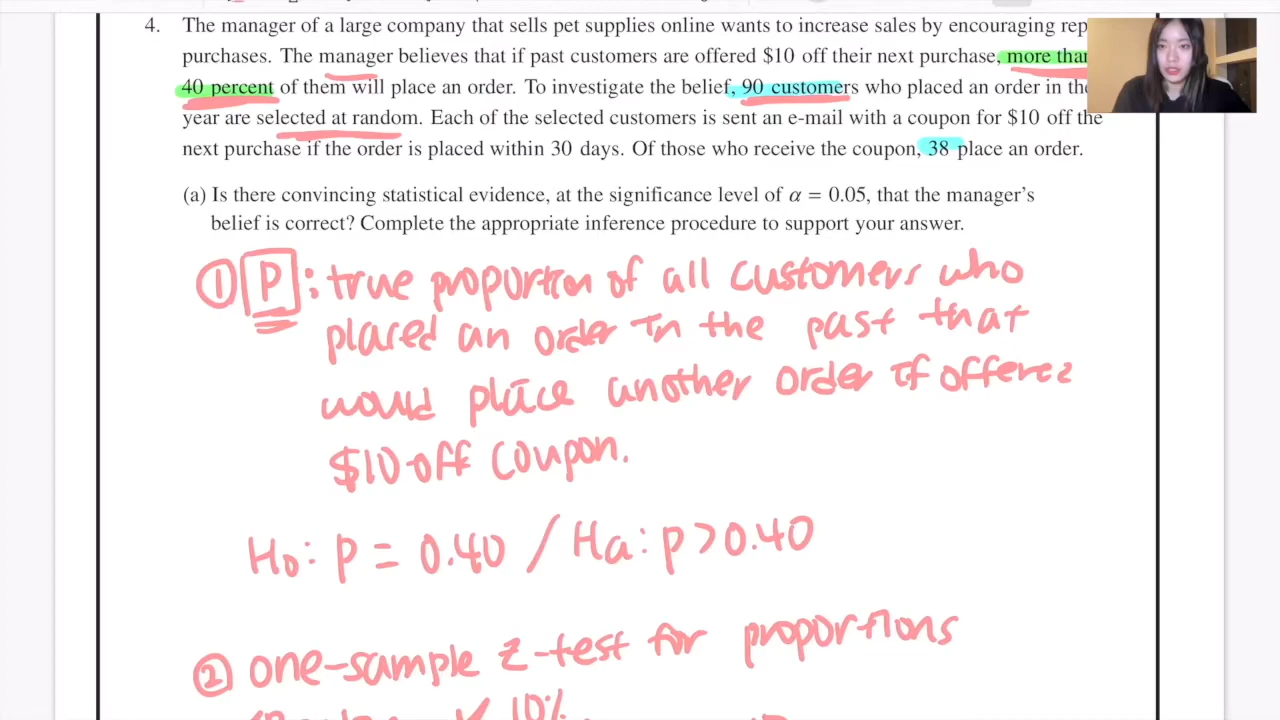 4. The manager of a large company that sells pet supplies online wants to increase sales by encouraging rep
purchases. The manager believes that if past customers are offered $10 off their next purchase, more than
40 percent of them will place an order. To investigate the belief, 90 customers who placed an order in the
year are selected at random. Each of the selected customers is sent an e-mail with a coupon for $10 off the
next purchase if the order is placed within 30 days. Of those who receive the coupon, 38 place an order.
(a) Is there convincing statistical evidence, at the significance level of α = 0.05, that the manager's
belief is correct? Complete the appropriate inference procedure to support your answer.
① P : true proportion of all customers who
placed an order in the past that
would place another order if offered
$10 off coupon.
H₀: p = 0.40 / Ha: p > 0.40
② one-sample z-test for proportions
10%